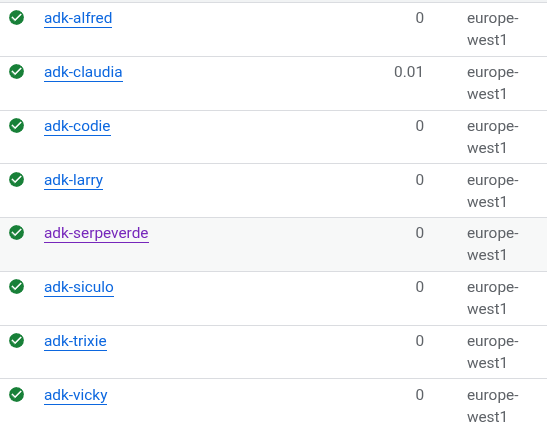 adk-alfred 0 europe-
west1
adk-claudia 0.01 europe-
west1
adk-codie 0 europe-
west1
adk-larry 0 europe-
west1
adk-serpeverde 0 europe-
west1
adk-siculo 0 europe-
west1
adk-trixie 0 europe-
west1
adk-vicky 0 europe-
west1